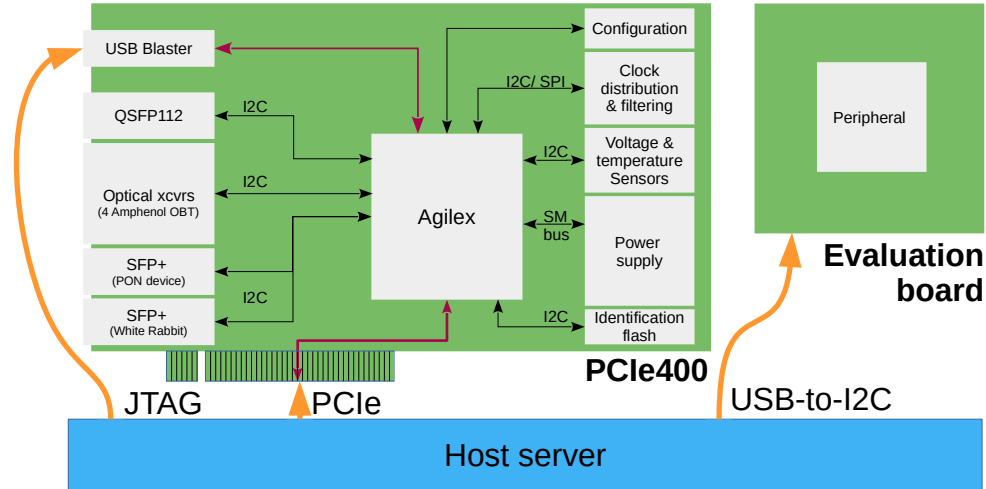 USB Blaster
QSFP112
I2C
Optical xcvrs
(4 Amphenol OBT)
I2C
SFP+
(PON device)
I2C
SFP+
(White Rabbit)
Agilex
Configuration
I2C/ SPI
Clock
distribution
& filtering
I2C
Voltage &
temperature
Sensors
SM
bus
Power
supply
I2C
Identification
flash
PCIe400
Peripheral
Evaluation
board
JTAG
PCIe
USB-to-I2C
Host server